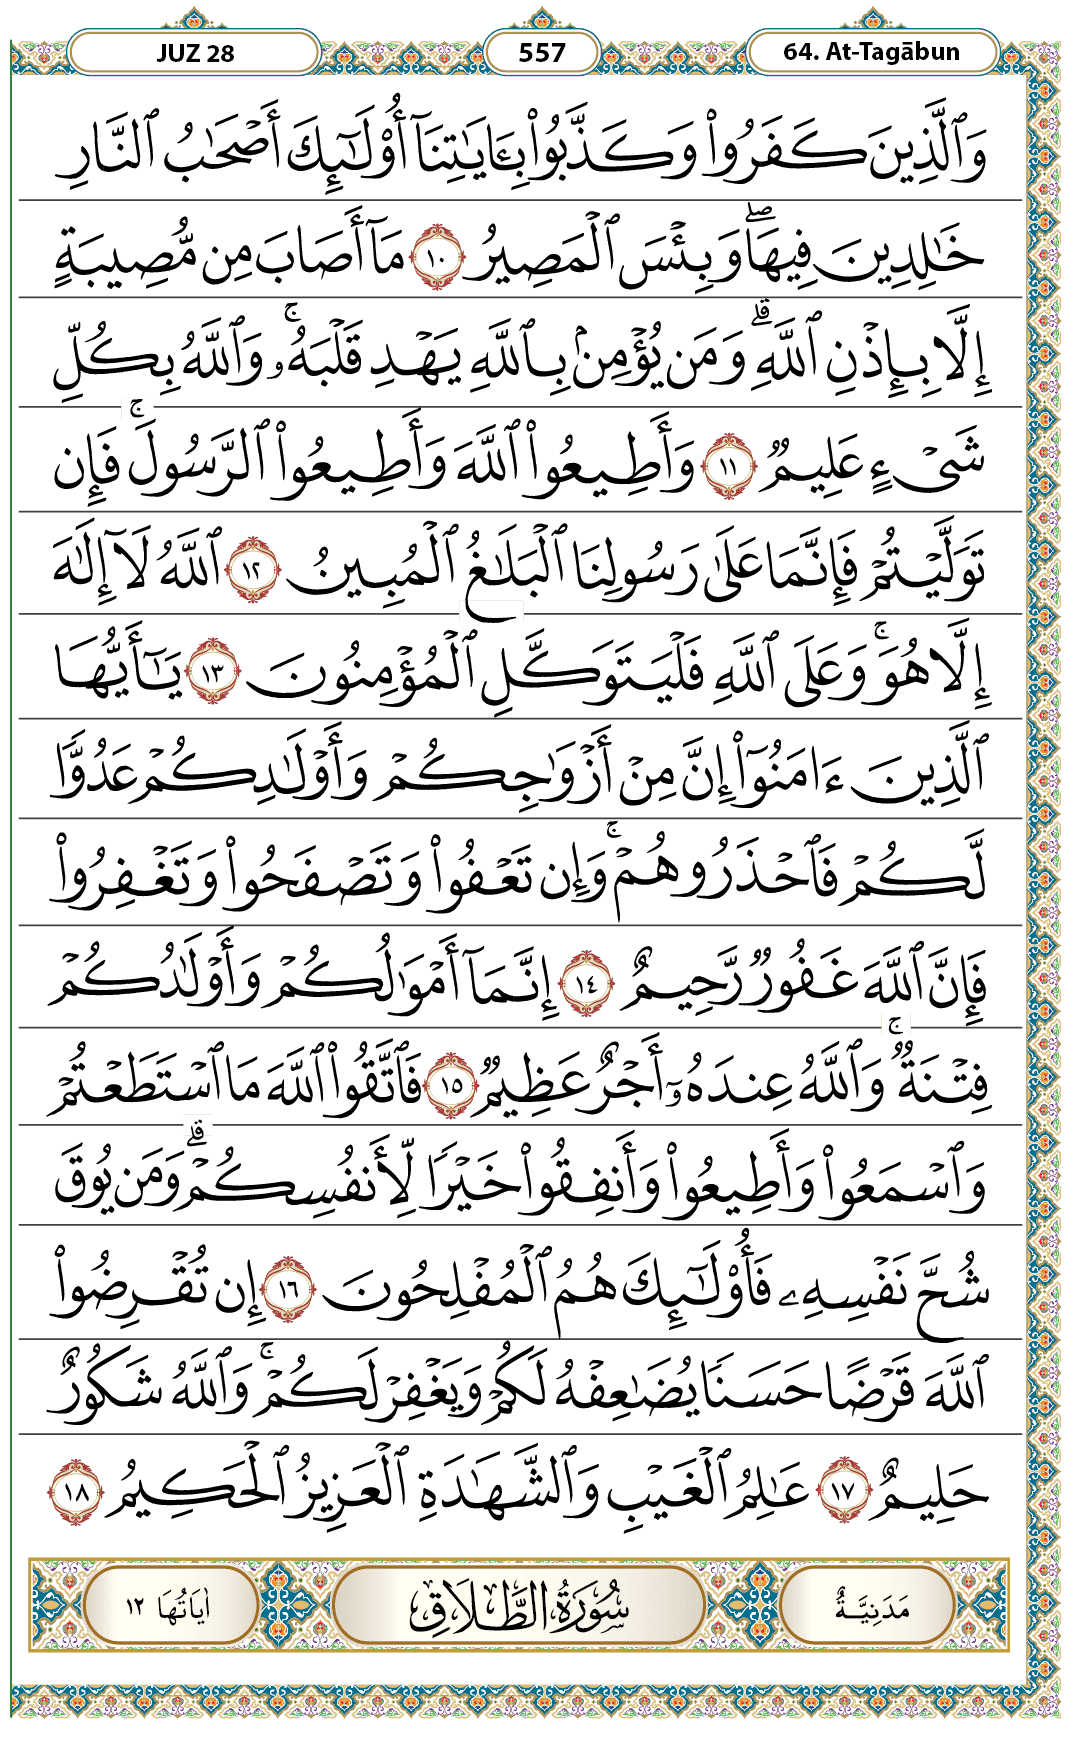 JUZ 28 557 64. At-Tagābun
وَٱلَّذِينَ كَفَرُوا۟ وَكَذَّبُوا۟ بِـَٔايَـٰتِنَآ أُو۟لَـٰٓئِكَ أَصْحَـٰبُ ٱلنَّارِ
خَـٰلِدِينَ فِيهَا ۖ وَبِئْسَ ٱلْمَصِيرُ ١٠ مَآ أَصَابَ مِن مُّصِيبَةٍ
إِلَّا بِإِذْنِ ٱللَّهِ ۗ وَمَن يُؤْمِنۢ بِٱللَّهِ يَهْدِ قَلْبَهُۥ ۚ وَٱللَّهُ بِكُلِّ
شَىْءٍ عَلِيمٌ ١١ وَأَطِيعُوا۟ ٱللَّهَ وَأَطِيعُوا۟ ٱلرَّسُولَ ۚ فَإِن
تَوَلَّيْتُمْ فَإِنَّمَا عَلَىٰ رَسُولِنَا ٱلْبَلَـٰغُ ٱلْمُبِينُ ١٢ ٱللَّهُ لَآ إِلَـٰهَ
إِلَّا هُوَ ۚ وَعَلَى ٱللَّهِ فَلْيَتَوَكَّلِ ٱلْمُؤْمِنُونَ ١٣ يَـٰٓأَيُّهَا
ٱلَّذِينَ ءَامَنُوٓا۟ إِنَّ مِنْ أَزْوَٰجِكُمْ وَأَوْلَـٰدِكُمْ عَدُوًّا
لَّكُمْ فَٱحْذَرُوهُمْ ۚ وَإِن تَعْفُوا۟ وَتَصْفَحُوا۟ وَتَغْفِرُوا۟
فَإِنَّ ٱللَّهَ غَفُورٌ رَّحِيمٌ ١٤ إِنَّمَآ أَمْوَٰلُكُمْ وَأَوْلَـٰدُكُمْ
فِتْنَةٌ ۚ وَٱللَّهُ عِندَهُۥٓ أَجْرٌ عَظِيمٌ ١٥ فَٱتَّقُوا۟ ٱللَّهَ مَا ٱسْتَطَعْتُمْ
وَٱسْمَعُوا۟ وَأَطِيعُوا۟ وَأَنفِقُوا۟ خَيْرًا لِّأَنفُسِكُمْ ۗ وَمَن يُوقَ
شُحَّ نَفْسِهِۦ فَأُو۟لَـٰٓئِكَ هُمُ ٱلْمُفْلِحُونَ ١٦ إِن تُقْرِضُوا۟
ٱللَّهَ قَرْضًا حَسَنًا يُضَـٰعِفْهُ لَكُمْ وَيَغْفِرْ لَكُمْ ۚ وَٱللَّهُ شَكُورٌ
حَلِيمٌ ١٧ عَـٰلِمُ ٱلْغَيْبِ وَٱلشَّهَـٰدَةِ ٱلْعَزِيزُ ٱلْحَكِيمُ ١٨
مَدَنِيَّةٌ سُورَةُ الطَّلَاقِ اٰيَاتُهَا ١٢